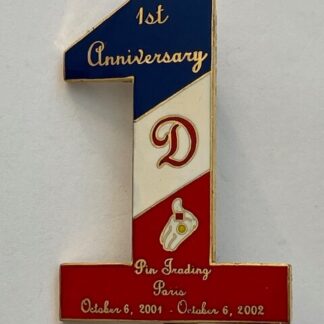 1st
Anniversary
D
Pin Trading
Paris
October 6, 2001 - October 6, 2002